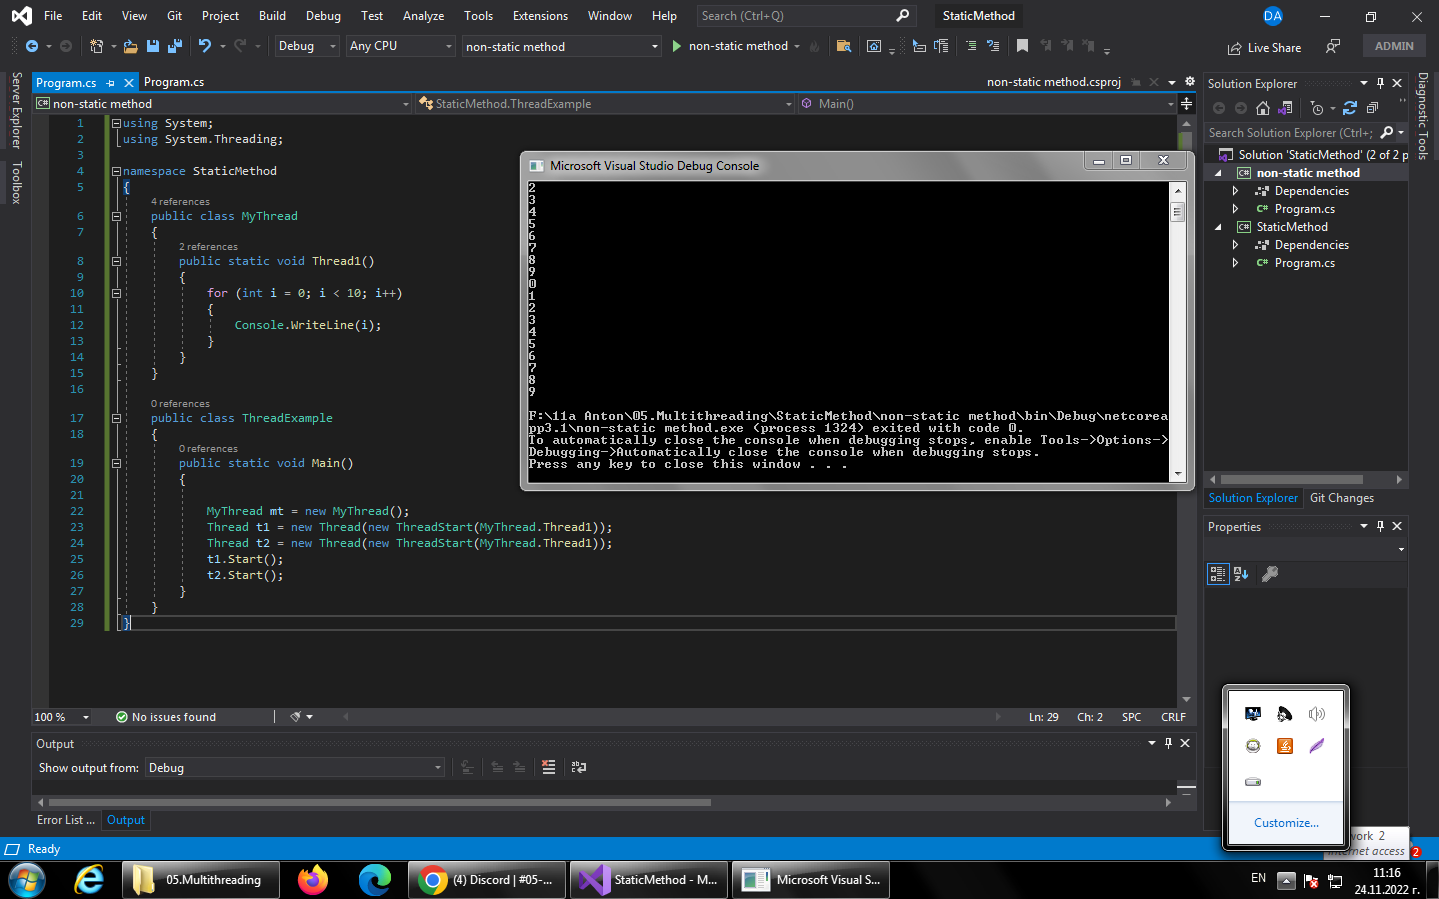 File Edit View Git Project Build Debug Test Analyze Tools Extensions Window Help Search (Ctrl+Q) StaticMethod DA
Debug Any CPU non-static method non-static method Live Share ADMIN
Server Explorer
Toolbox
Program.cs Program.cs non-static method.csproj
non-static method StaticMethod.ThreadExample Main()
1 using System;
2 using System.Threading;
3
4 namespace StaticMethod
5 {
4 references
6 public class MyThread
7 {
2 references
8 public static void Thread1()
9 {
10 for (int i = 0; i < 10; i++)
11 {
12 Console.WriteLine(i);
13 }
14 }
15 }
16
0 references
17 public class ThreadExample
18 {
0 references
19 public static void Main()
20 {
21
22 MyThread mt = new MyThread();
23 Thread t1 = new Thread(new ThreadStart(MyThread.Thread1));
24 Thread t2 = new Thread(new ThreadStart(MyThread.Thread1));
25 t1.Start();
26 t2.Start();
27 }
28 }
29 }
100 % No issues found Ln: 29 Ch: 2 SPC CRLF
Microsoft Visual Studio Debug Console
2
3
4
5
6
7
8
9
0
1
2
3
4
5
6
7
8
9
F:\11a Anton\05.Multithreading\StaticMethod\non-static method\bin\Debug\netcorea
pp3.1\non-static method.exe (process 1324) exited with code 0.
To automatically close the console when debugging stops, enable Tools->Options->
Debugging->Automatically close the console when debugging stops.
Press any key to close this window . . .
Solution Explorer
Search Solution Explorer (Ctrl+;
Solution 'StaticMethod' (2 of 2 p
non-static method
Dependencies
C# Program.cs
StaticMethod
Dependencies
C# Program.cs
Solution Explorer Git Changes
Properties
Diagnostic Tools
Output
Show output from: Debug
Error List ... Output
Ready
Customize...
work 2
Internet access 2
05.Multithreading (4) Discord | #05-... StaticMethod - M... Microsoft Visual S...
EN 11:16
24.11.2022 г.